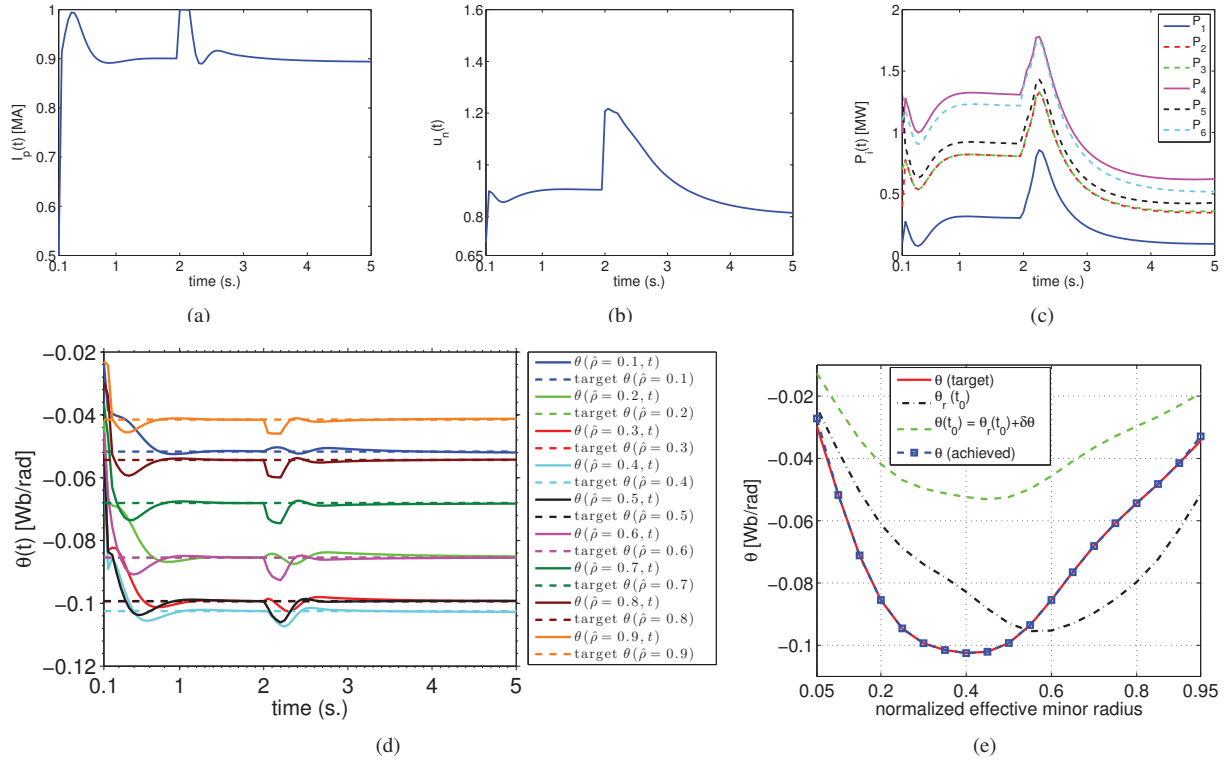 1
0.9
0.8
0.7
0.6
0.5
0.1
1
2
3
4
5
I_p(t) [MA]
time (s.)
(a)
1.6
1.4
1.2
1
0.8
0.65
0.1
1
2
3
4
5
u_n(t)
time (s.)
(b)
2
1.5
1
0.5
0
0.1
1
2
3
4
5
P_i(t) [MW]
time (s.)
P_1
P_2
P_3
P_4
P_5
P_6
(c)
−0.02
−0.04
−0.06
−0.08
−0.1
−0.12
0.1
1
2
3
4
5
θ(t) [Wb/rad]
time (s.)
θ(ρ̂ = 0.1, t)
target θ(ρ̂ = 0.1)
θ(ρ̂ = 0.2, t)
target θ(ρ̂ = 0.2)
θ(ρ̂ = 0.3, t)
target θ(ρ̂ = 0.3)
θ(ρ̂ = 0.4, t)
target θ(ρ̂ = 0.4)
θ(ρ̂ = 0.5, t)
target θ(ρ̂ = 0.5)
θ(ρ̂ = 0.6, t)
target θ(ρ̂ = 0.6)
θ(ρ̂ = 0.7, t)
target θ(ρ̂ = 0.7)
θ(ρ̂ = 0.8, t)
target θ(ρ̂ = 0.8)
θ(ρ̂ = 0.9, t)
target θ(ρ̂ = 0.9)
(d)
−0.02
−0.04
−0.06
−0.08
−0.1
0.05
0.2
0.4
0.6
0.8
0.95
θ [Wb/rad]
normalized effective minor radius
θ (target)
θ_r (t_0)
θ(t_0) = θ_r(t_0)+δθ
θ (achieved)
(e)